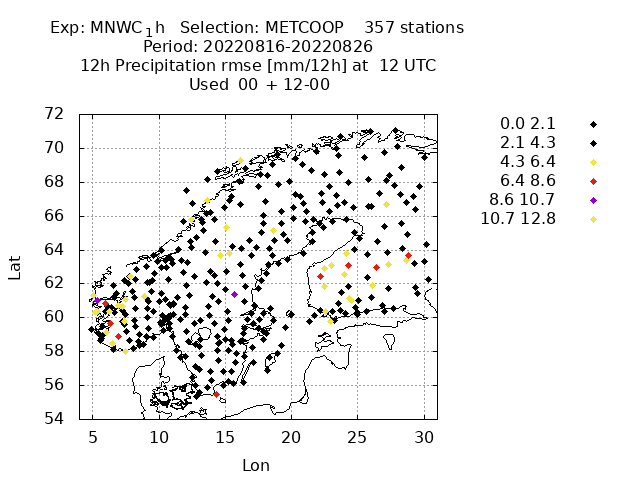 Exp: MNWC_1h Selection: METCOOP 357 stations
Period: 20220816-20220826
12h Precipitation rmse [mm/12h] at 12 UTC
Used 00 + 12-00
72
70
68
66
64
62
60
58
56
54
Lat
5 10 15 20 25 30
Lon
0.0 2.1
2.1 4.3
4.3 6.4
6.4 8.6
8.6 10.7
10.7 12.8